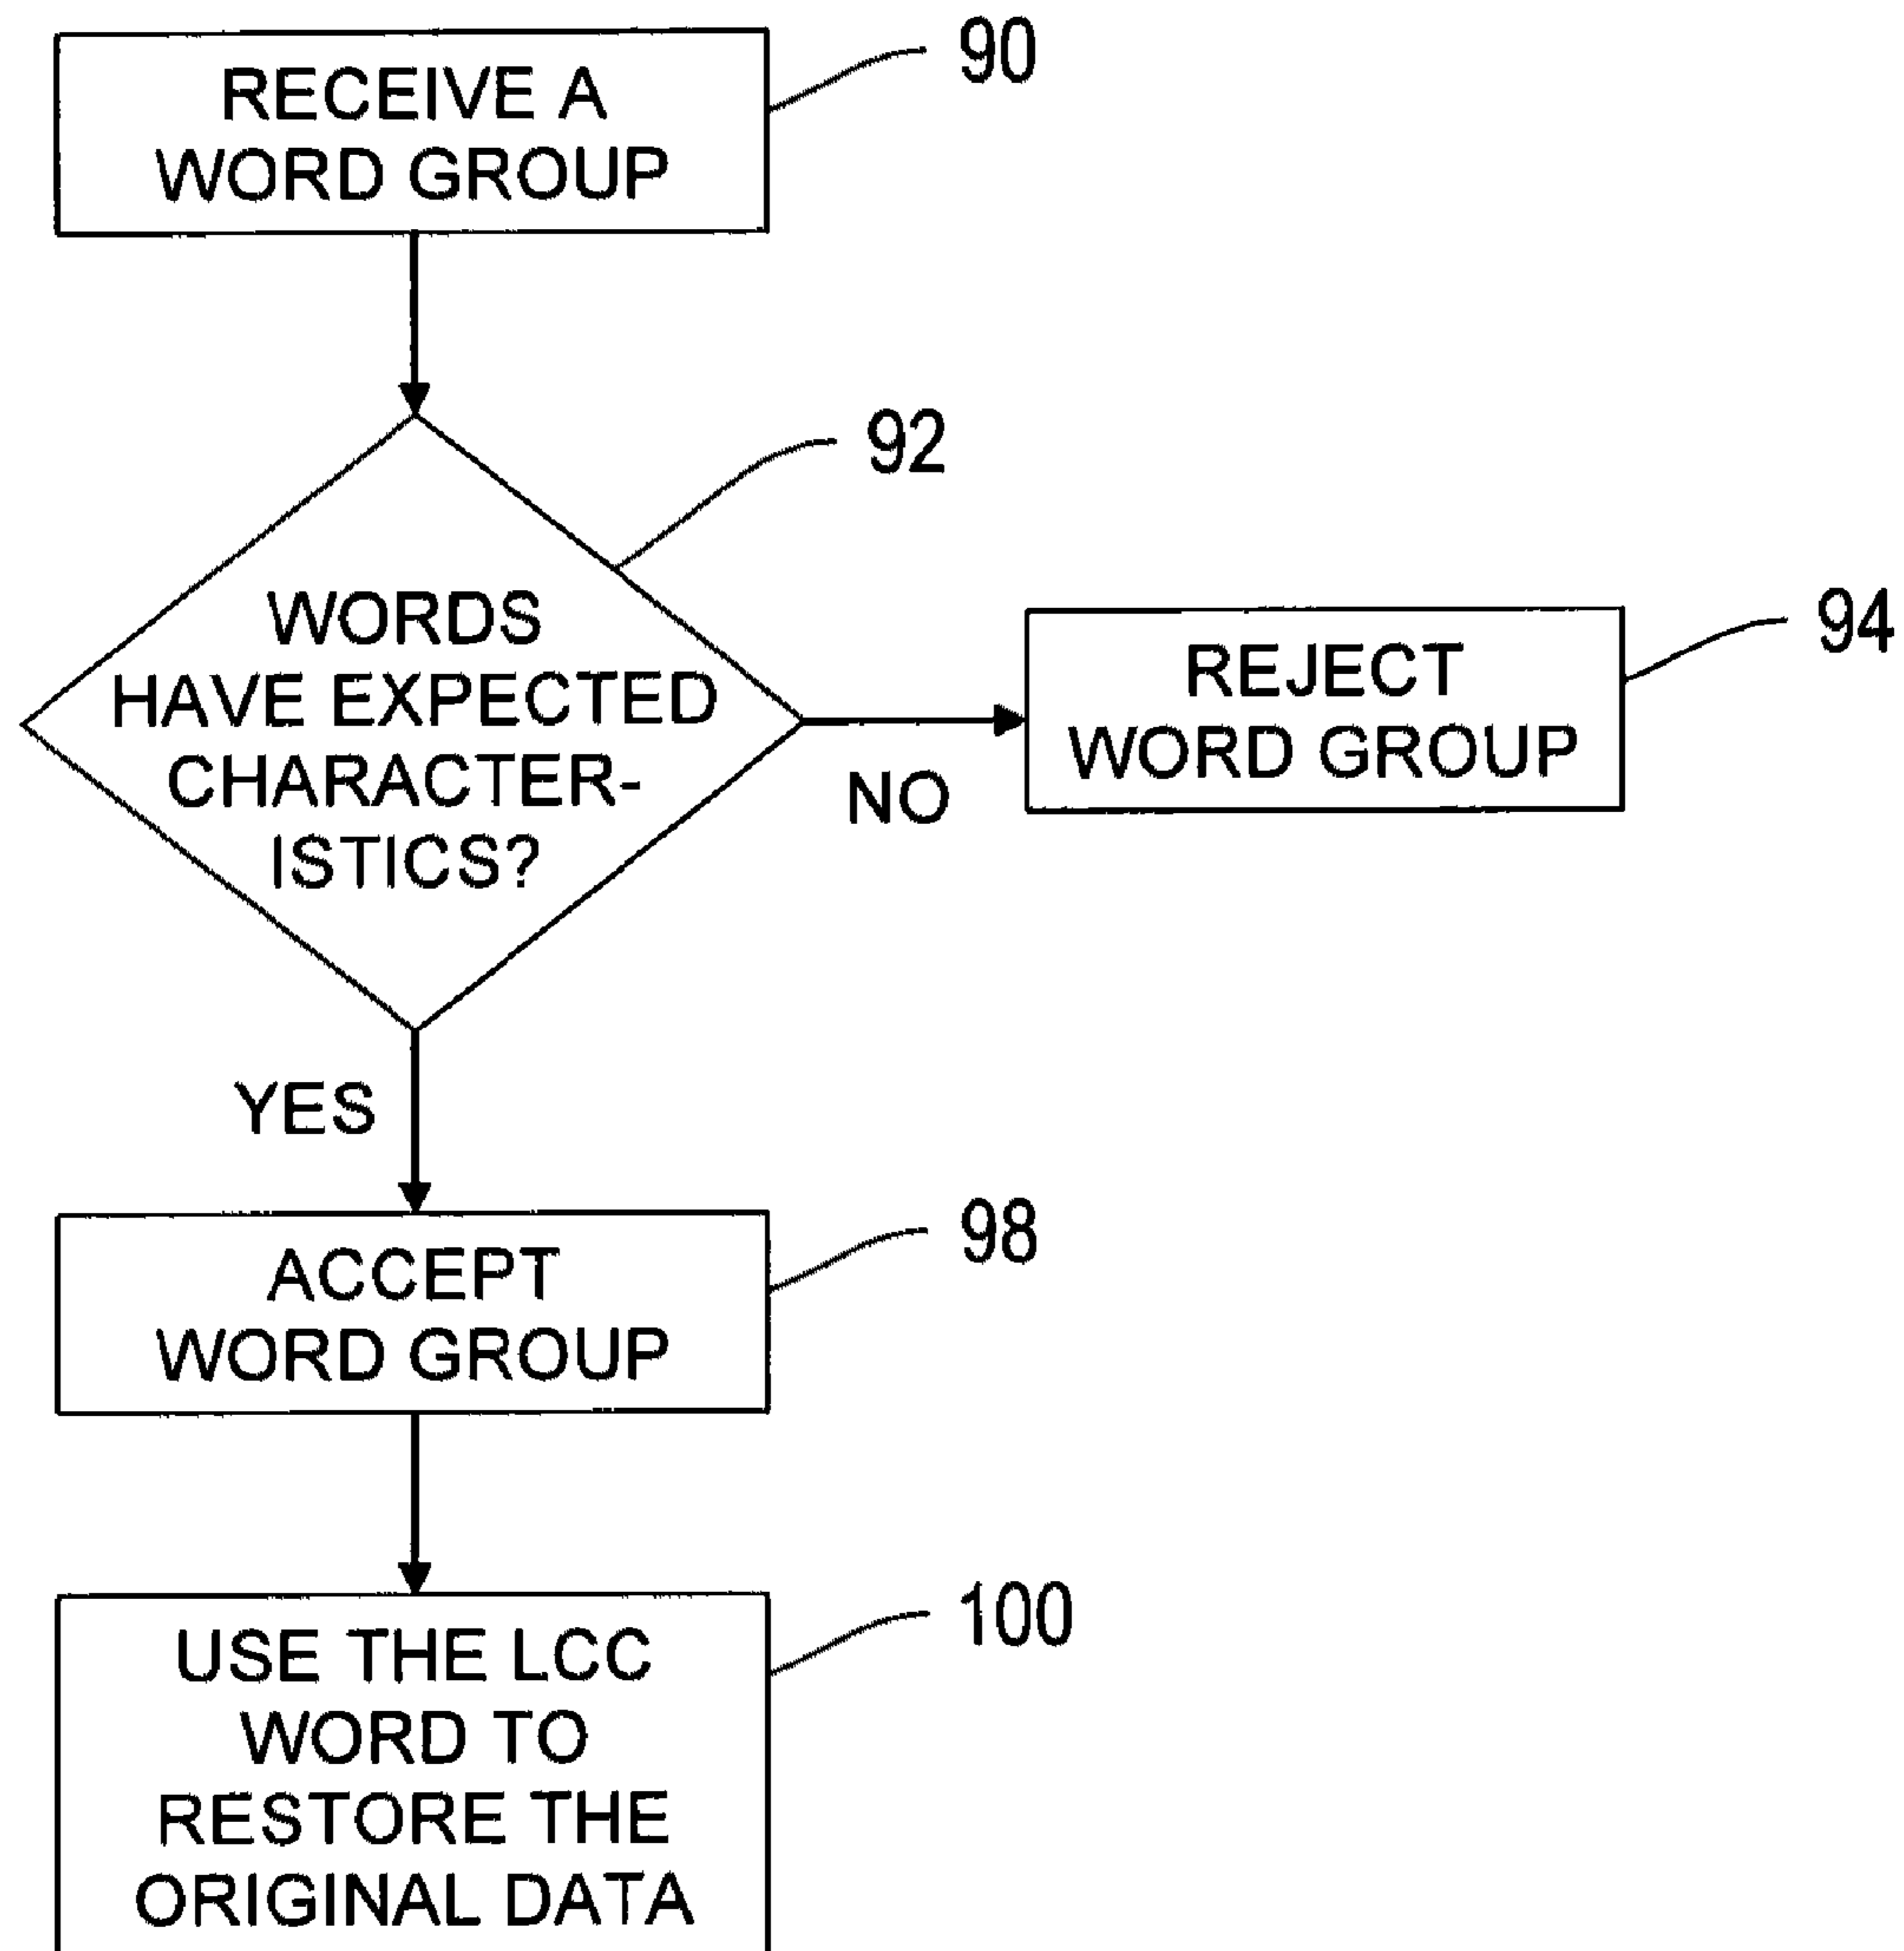 RECEIVE A
WORD GROUP
90
92
WORDS
HAVE EXPECTED
CHARACTER-
ISTICS?
NO
REJECT
WORD GROUP
94
YES
ACCEPT
WORD GROUP
98
USE THE LCC
WORD TO
RESTORE THE
ORIGINAL DATA
100